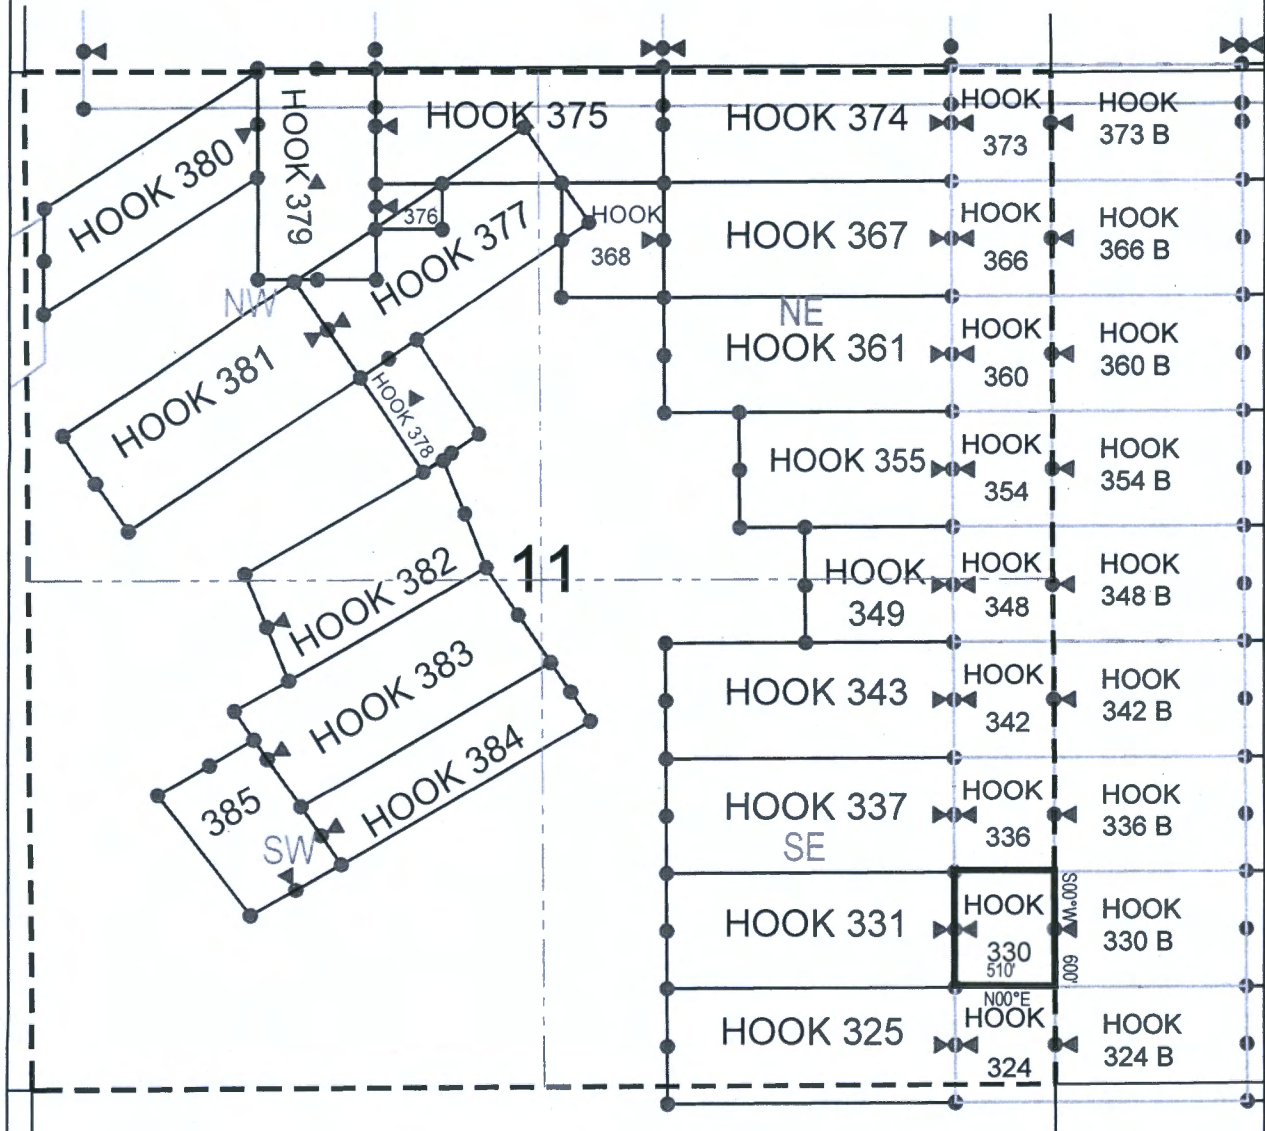 HOOK 375
HOOK 374
HOOK
373
HOOK
373 B
HOOK 380
HOOK 379
376
HOOK 377
HOOK
368
HOOK 367
HOOK
366
HOOK
366 B
NW
NE
HOOK 381
HOOK 378
HOOK 361
HOOK
360
HOOK
360 B
HOOK 355
HOOK
354
HOOK
354 B
11
HOOK 382
HOOK
349
HOOK
348
HOOK
348 B
HOOK 383
HOOK 343
HOOK
342
HOOK
342 B
HOOK 384
385
SW
HOOK 337
SE
HOOK
336
HOOK
336 B
HOOK 331
HOOK
330
510'
S00°W
600'
HOOK
330 B
N00°E
HOOK 325
HOOK
324
HOOK
324 B